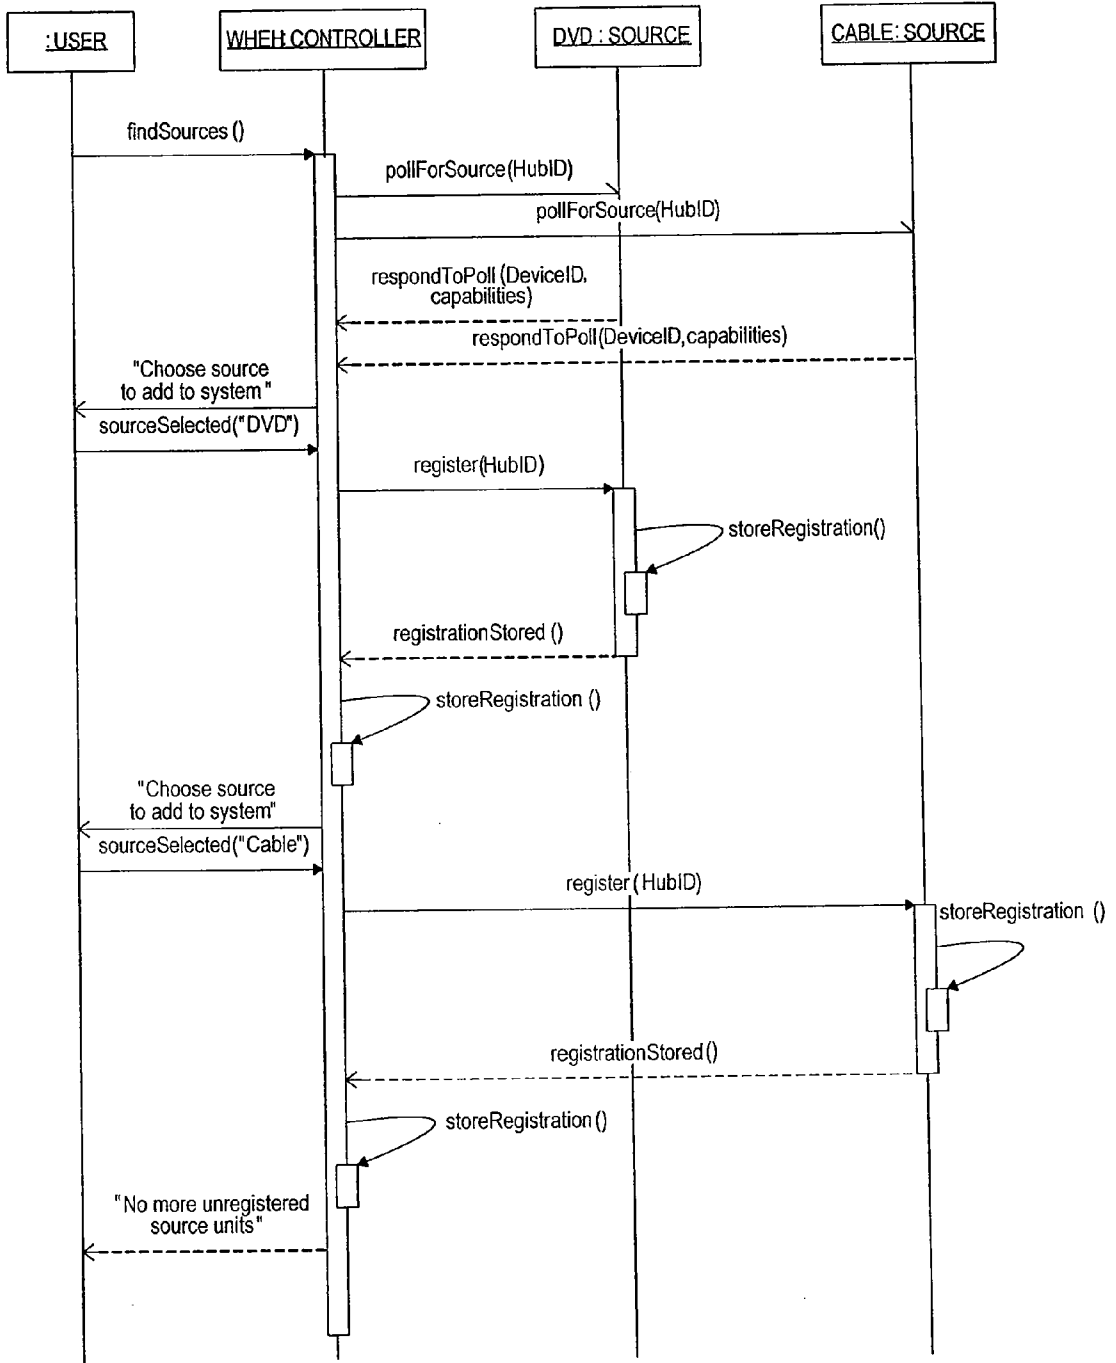 : USER
WHEH: CONTROLLER
DVD : SOURCE
CABLE: SOURCE
findSources ()
pollForSource(HubID)
pollForSource(HubID)
respondToPoll (DeviceID,
capabilities)
respondToPoll(DeviceID,capabilities)
"Choose source
to add to system"
sourceSelected("DVD")
register(HubID)
storeRegistration()
registrationStored ()
storeRegistration ()
"Choose source
to add to system"
sourceSelected("Cable")
register (HubID)
storeRegistration ()
registrationStored ()
storeRegistration ()
"No more unregistered
source units"